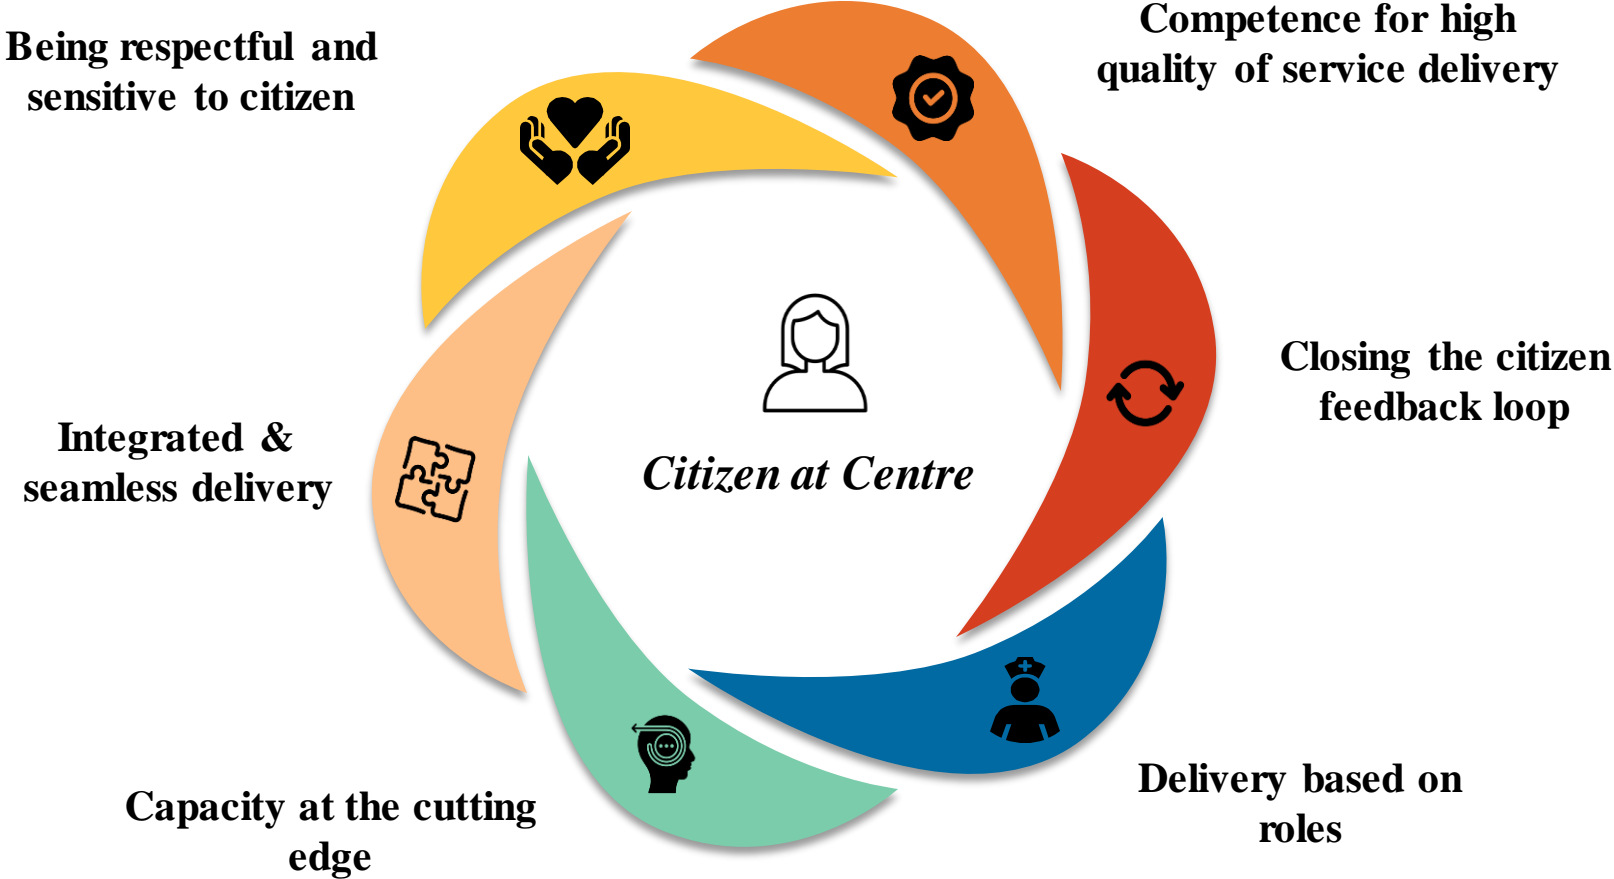 Being respectful and
sensitive to citizen
Competence for high
quality of service delivery
Closing the citizen
feedback loop
Integrated &
seamless delivery
Citizen at Centre
Delivery based on
roles
Capacity at the cutting
edge